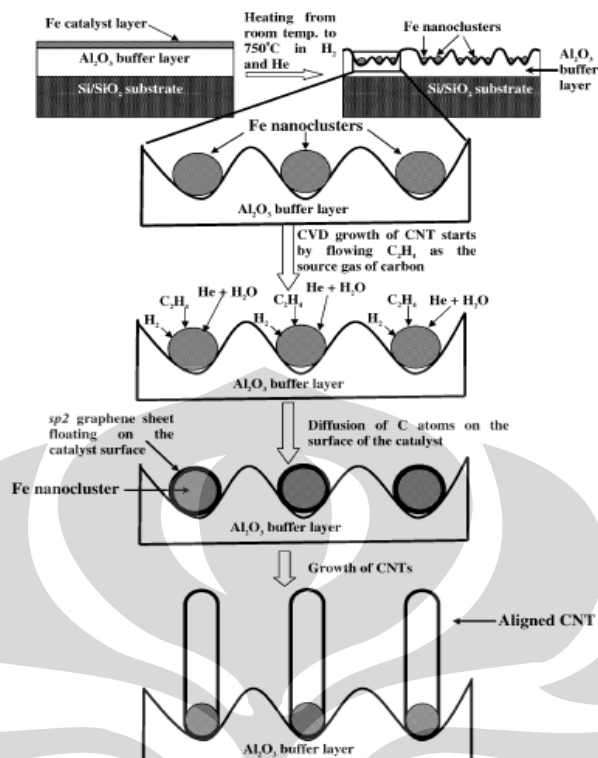 Fe catalyst layer
Al₂O₃ buffer layer
Si/SiO₂ substrate
Heating from
room temp. to
750°C in H₂
and He
Fe nanoclusters
Al₂O₃
buffer
layer
Si/SiO₂ substrate
Fe nanoclusters
Al₂O₃ buffer layer
CVD growth of CNT starts
by flowing C₂H₄ as the
source gas of carbon
H₂
C₂H₄
He + H₂O
H₂
C₂H₄
He + H₂O
H₂
C₂H₄
He + H₂O
Al₂O₃ buffer layer
sp2 graphene sheet
floating on the
catalyst surface
Diffusion of C atoms on the
surface of the catalyst
Fe nanocluster
Al₂O₃ buffer layer
Growth of CNTs
Aligned CNT
Al₂O₃ buffer layer